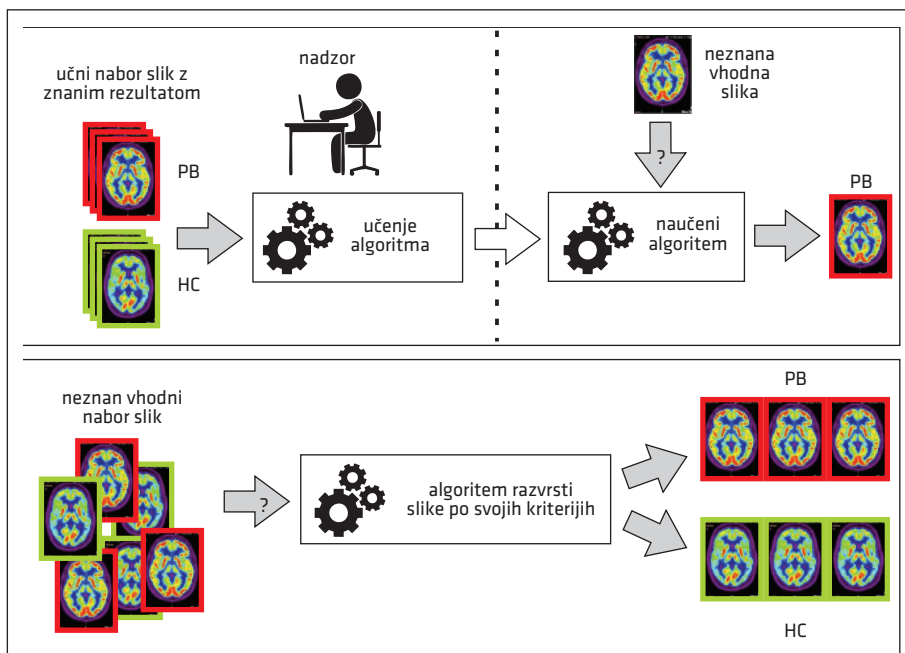 učni nabor slik z
znanim rezultatom
PB
HC
nadzor
učenje
algoritma
neznana
vhodna
slika
?
naučeni
algoritem
PB
neznan vhodni
nabor slik
?
algoritem razvrsti
slike po svojih kriterijih
PB
HC